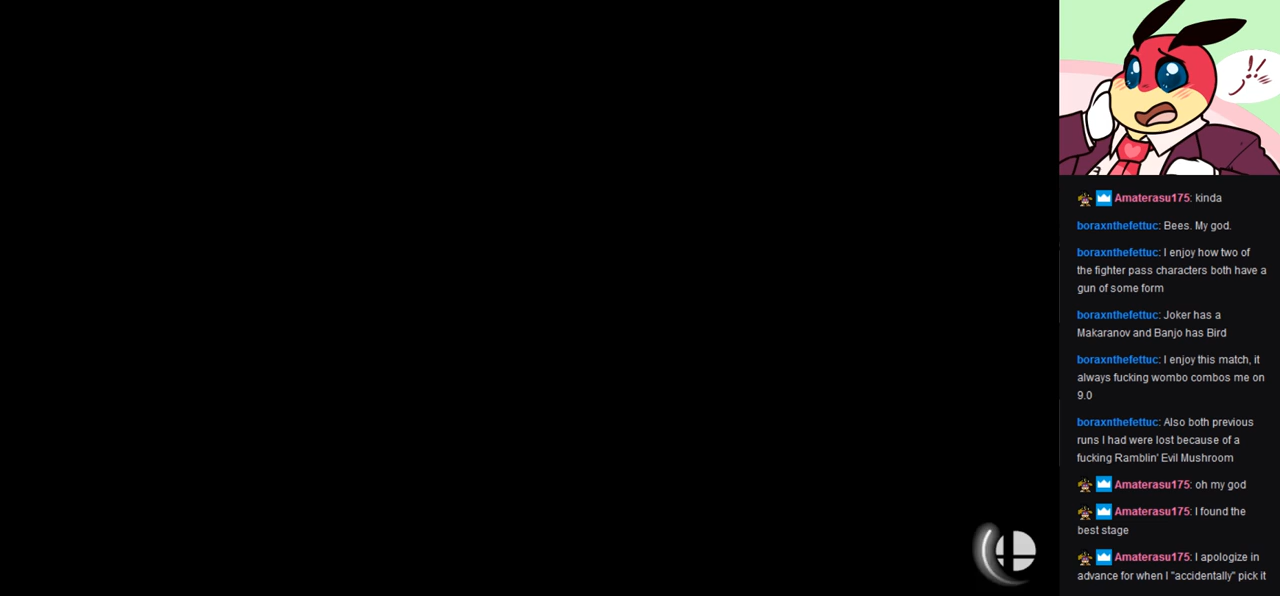 Amaterasu175: kinda
boraxnthefettuc: Bees. My god.
boraxnthefettuc: I enjoy how two of
the fighter pass characters both have a
gun of some form
boraxnthefettuc: Joker has a
Makaranov and Banjo has Bird
boraxnthefettuc: I enjoy this match, it
always fucking wombo combos me on
9.0
boraxnthefettuc: Also both previous
runs I had were lost because of a
fucking Ramblin' Evil Mushroom
Amaterasu175: oh my god
Amaterasu175: I found the
best stage
Amaterasu175: I apologize in
advance for when I "accidentally" pick it